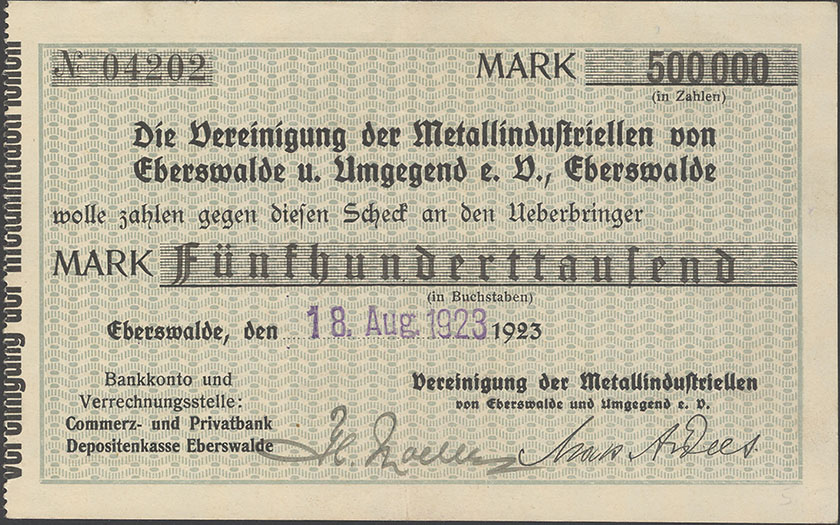 № 04202
MARK 500000
(in Zahlen)
Die Vereinigung der Metallinduſtriellen von
Eberswalde u. Umgegend e. V., Eberswalde
wolle zahlen gegen dieſen Scheck an den Ueberbringer
MARK Fünfhunderttauſend
(in Buchstaben)
Eberswalde, den 18. Aug. 1923 1923
Bankkonto und
Verrechnungsstelle:
Commerz- und Privatbank
Depositenkasse Eberswalde
Vereinigung der Metallinduſtriellen
von Eberswalde und Umgegend e. V.